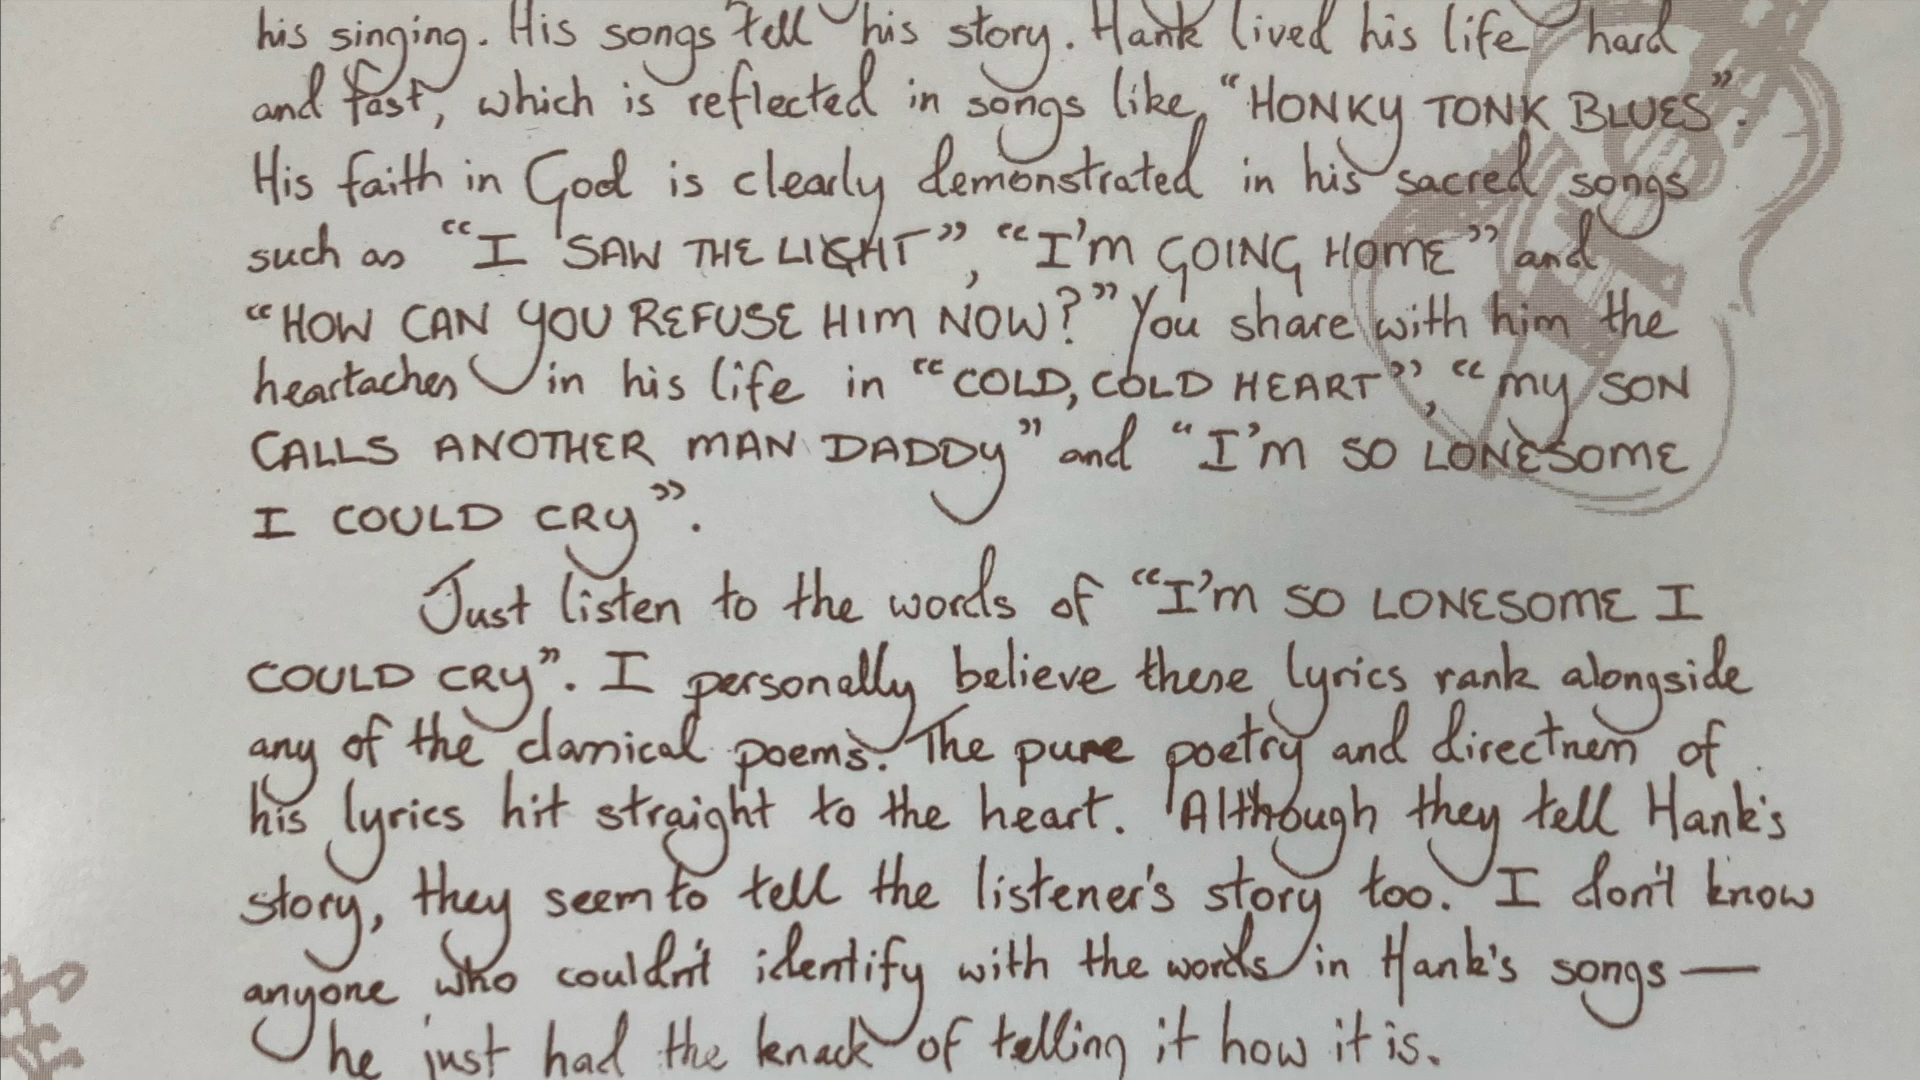 his singing. His songs tell his story. Hank lived his life hard
and fast, which is reflected in songs like, "HONKY TONK BLUES".
His faith in God is clearly demonstrated in his sacred songs
such as "I SAW THE LIGHT", "I'm GOING HOME" and
"HOW CAN YOU REFUSE HIM NOW?" You share with him the
heartaches in his life in "COLD, COLD HEART", "MY SON
CALLS ANOTHER MAN DADDY" and "I'm SO LONESOME
I COULD CRY".
Just listen to the words of "I'm SO LONESOME I
COULD CRY". I personally believe these lyrics rank alongside
any of the classical poems. The pure poetry and directness of
his lyrics hit straight to the heart. Although they tell Hank's
story, they seem to tell the listener's story too. I don't know
anyone who couldn't identify with the words in Hank's songs —
he just had the knack of telling it how it is.